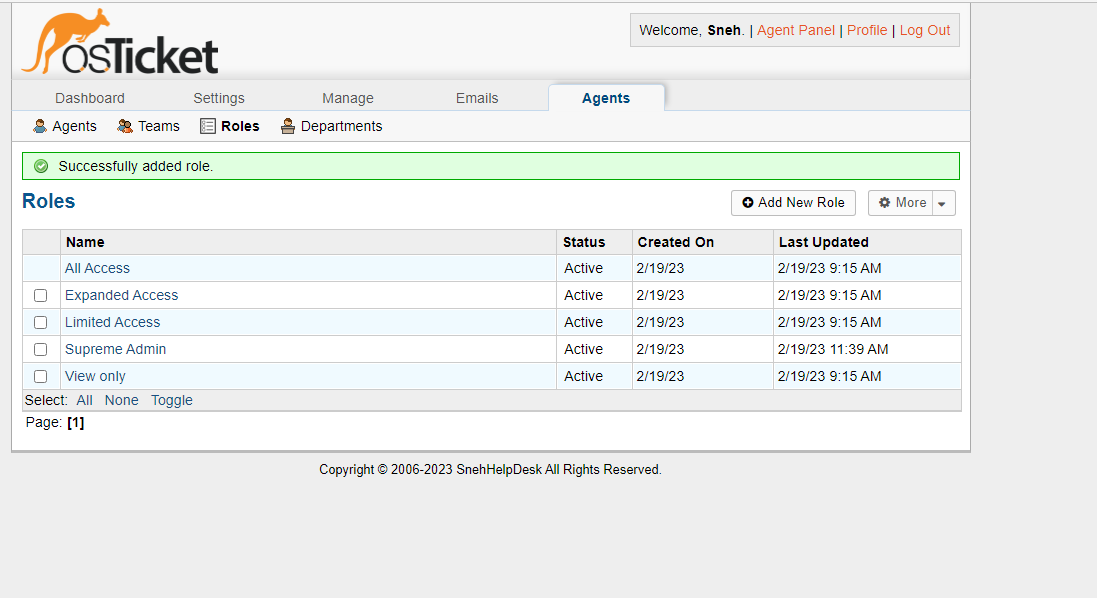 osTicket
Welcome, Sneh. | Agent Panel | Profile | Log Out
Dashboard Settings Manage Emails Agents
Agents Teams Roles Departments
Successfully added role.
Roles
Add New Role More
Name Status Created On Last Updated
All Access Active 2/19/23 2/19/23 9:15 AM
Expanded Access Active 2/19/23 2/19/23 9:15 AM
Limited Access Active 2/19/23 2/19/23 9:15 AM
Supreme Admin Active 2/19/23 2/19/23 11:39 AM
View only Active 2/19/23 2/19/23 9:15 AM
Select: All None Toggle
Page: [1]
Copyright © 2006-2023 SnehHelpDesk All Rights Reserved.